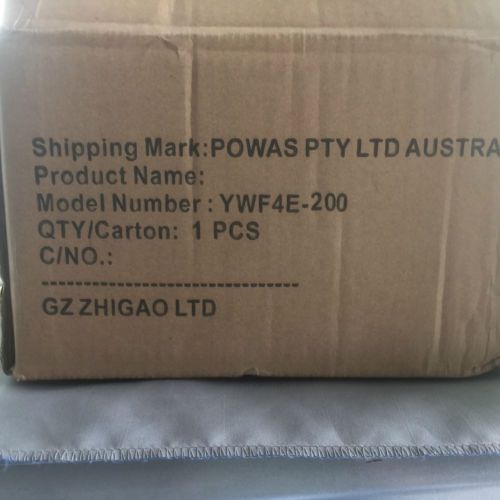 Shipping Mark:POWAS PTY LTD AUSTRA
Product Name:
Model Number : YWF4E-200
QTY/Carton: 1 PCS
C/NO.:
------------------------------
GZ ZHIGAO LTD